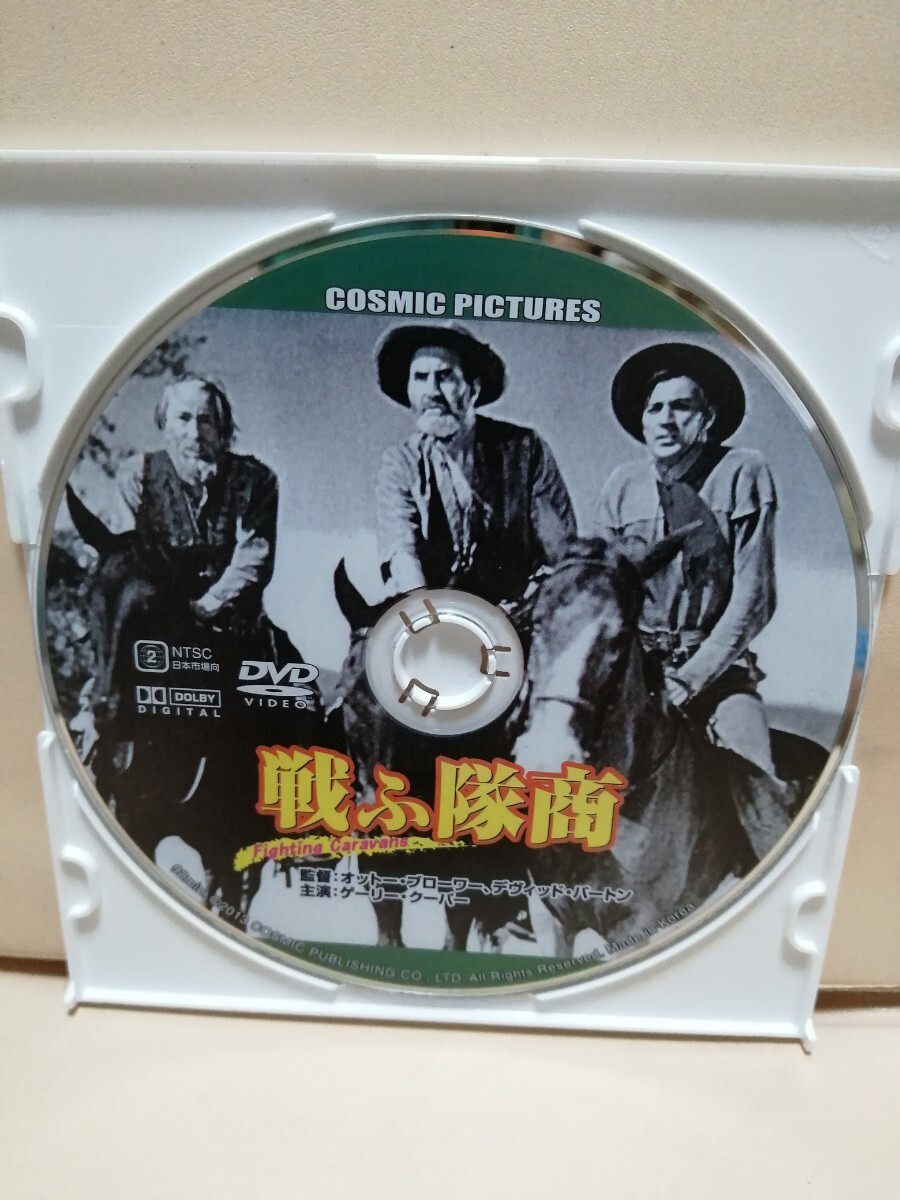 COSMIC PICTURES
2 NTSC
日本市場向
DOLBY
DIGITAL
DVD
VIDEO
戦ふ隊商
Fighting Caravans
監督:オットー・ブローワー、デヴィッド・バートン
主演:ゲーリー・クーパー
©2013 COSMIC PUBLISHING CO., LTD. All Rights Reserved. Made in Korea